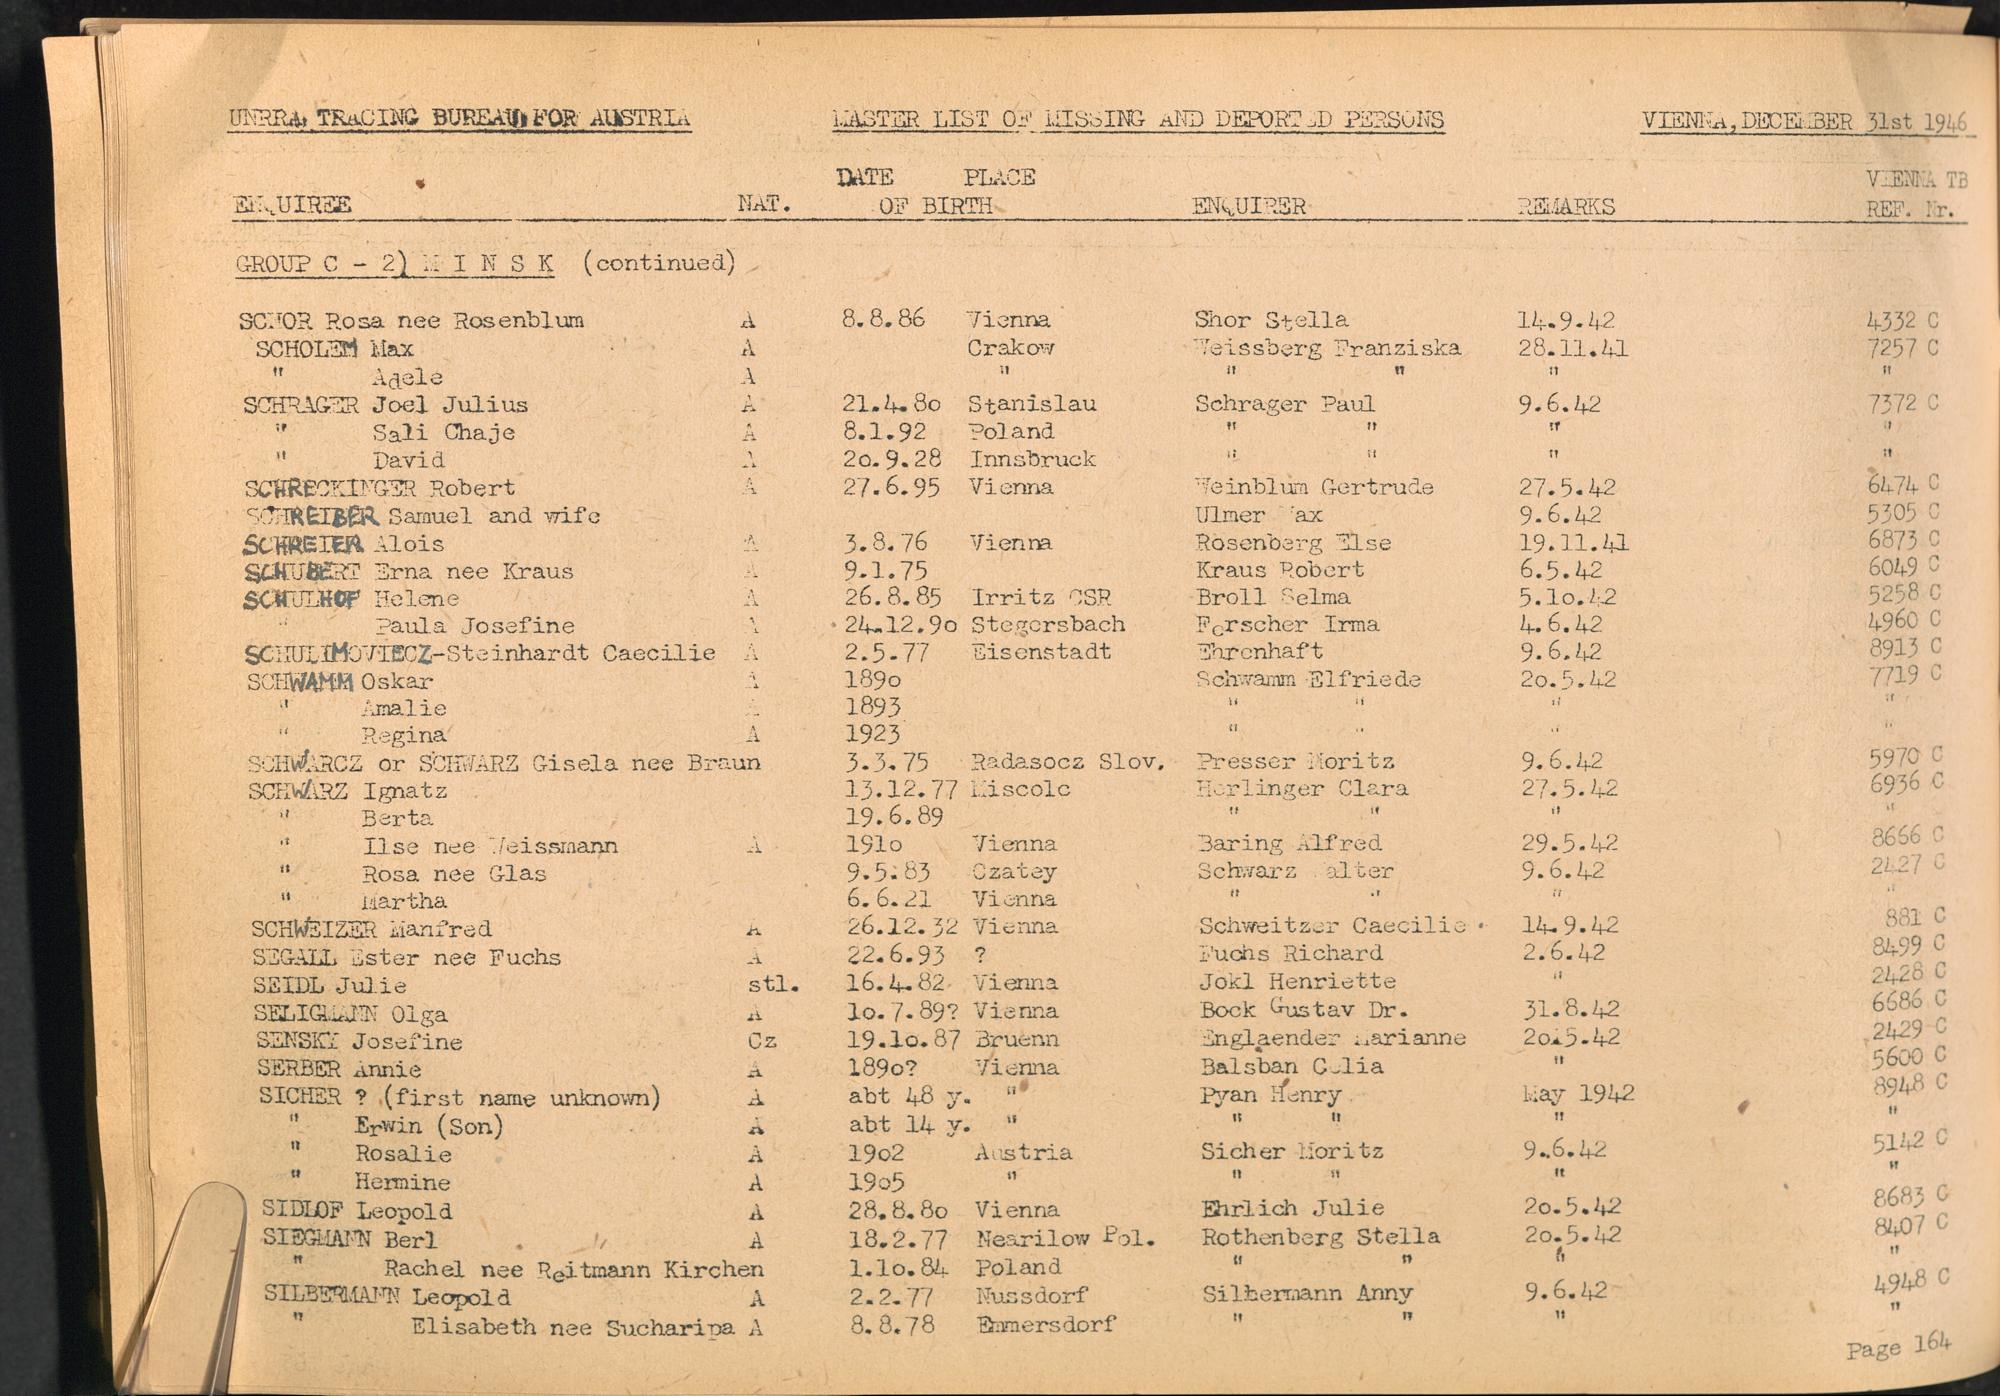 UNRRA, TRACING BUREAU, FOR AUSTRIA MASTER LIST OF MISSING AND DEPORTED PERSONS VIENNA, DECEMBER 31st 1946
DATE PLACE VIENNA TB
ENQUIREE NAT. OF BIRTH ENQUIRER REMARKS REF. Nr.
GROUP C - 2) M I N S K (continued)
SCHOR Rosa nee Rosenblum A 8.8.86 Vienna Shor Stella 14.9.42 4332 C
SCHOLEM Max A Crakow Weissberg Franziska 28.11.41 7257 C
" Adele A " " " " "
SCHRAGER Joel Julius A 21.4.80 Stanislau Schrager Paul 9.6.42 7372 C
" Sali Chaje A 8.1.92 Poland " " " "
" David A 20.9.28 Innsbruck " " " "
SCHRECKINGER Robert A 27.6.95 Vienna Weinblum Gertrude 27.5.42 6474 C
SCHREIBER Samuel and wife Ulmer Max 9.6.42 5305 C
SCHREIER Alois A 3.8.76 Vienna Rosenberg Else 19.11.41 6873 C
SCHUBERT Erna nee Kraus A 9.1.75 Kraus Robert 6.5.42 6049 C
SCHULHOF Helene A 26.8.85 Irritz CSR Broll Selma 5.10.42 5258 C
" Paula Josefine A 24.12.90 Stegersbach Forscher Irma 4.6.42 4960 C
SCHULIMOVIECZ-Steinhardt Caecilie A 2.5.77 Eisenstadt Ehrenhaft 9.6.42 8913 C
SCHWAMM Oskar A 1890 Schwamm Elfriede 20.5.42 7719 C
" Amalie A 1893 " " " "
" Regina A 1923 " " " "
SCHWARCZ or SCHWARZ Gisela nee Braun 3.3.75 Radasocz Slov. Presser Moritz 9.6.42 5970 C
SCHWARZ Ignatz 13.12.77 Miscolc Herlinger Clara 27.5.42 6936 C
" Berta 19.6.89 " " " "
" Ilse nee Weissmann A 1910 Vienna Baring Alfred 29.5.42 8666 C
" Rosa nee Glas 9.5.83 Czatey Schwarz Walter 9.6.42 2427 C
" Martha 6.6.21 Vienna " " " "
SCHWEIZER Manfred A 26.12.32 Vienna Schweitzer Caecilie 14.9.42 881 C
SEGALL Ester nee Fuchs A 22.6.93 ? Fuchs Richard 2.6.42 8499 C
SEIDL Julie stl. 16.4.82 Vienna Jokl Henriette " 2428 C
SELIGMANN Olga A 10.7.89? Vienna Bock Gustav Dr. 31.8.42 6686 C
SENSKY Josefine Cz 19.10.87 Bruenn Englaender Marianne 20.5.42 2429 C
SERBER Annie A 1890? Vienna Balsban Celia " 5600 C
SICHER ? (first name unknown) A abt 48 y. " Pyan Henry May 1942 8948 C
" Erwin (Son) A abt 14 y. " " " " "
" Rosalie A 1902 Austria Sicher Moritz 9.6.42 5142 C
" Hermine A 1905 " " " " "
SIDLOF Leopold A 28.8.80 Vienna Ehrlich Julie 20.5.42 8683 C
SIEGMANN Berl A 18.2.77 Nearilow Pol. Rothenberg Stella 20.5.42 8407 C
" Rachel nee Reitmann Kirchen 1.10.84 Poland " " " "
SILBERMANN Leopold A 2.2.77 Nussdorf Silbermann Anny 9.6.42 4948 C
" Elisabeth nee Sucharipa A 8.8.78 Emmersdorf " " " "
Page 164